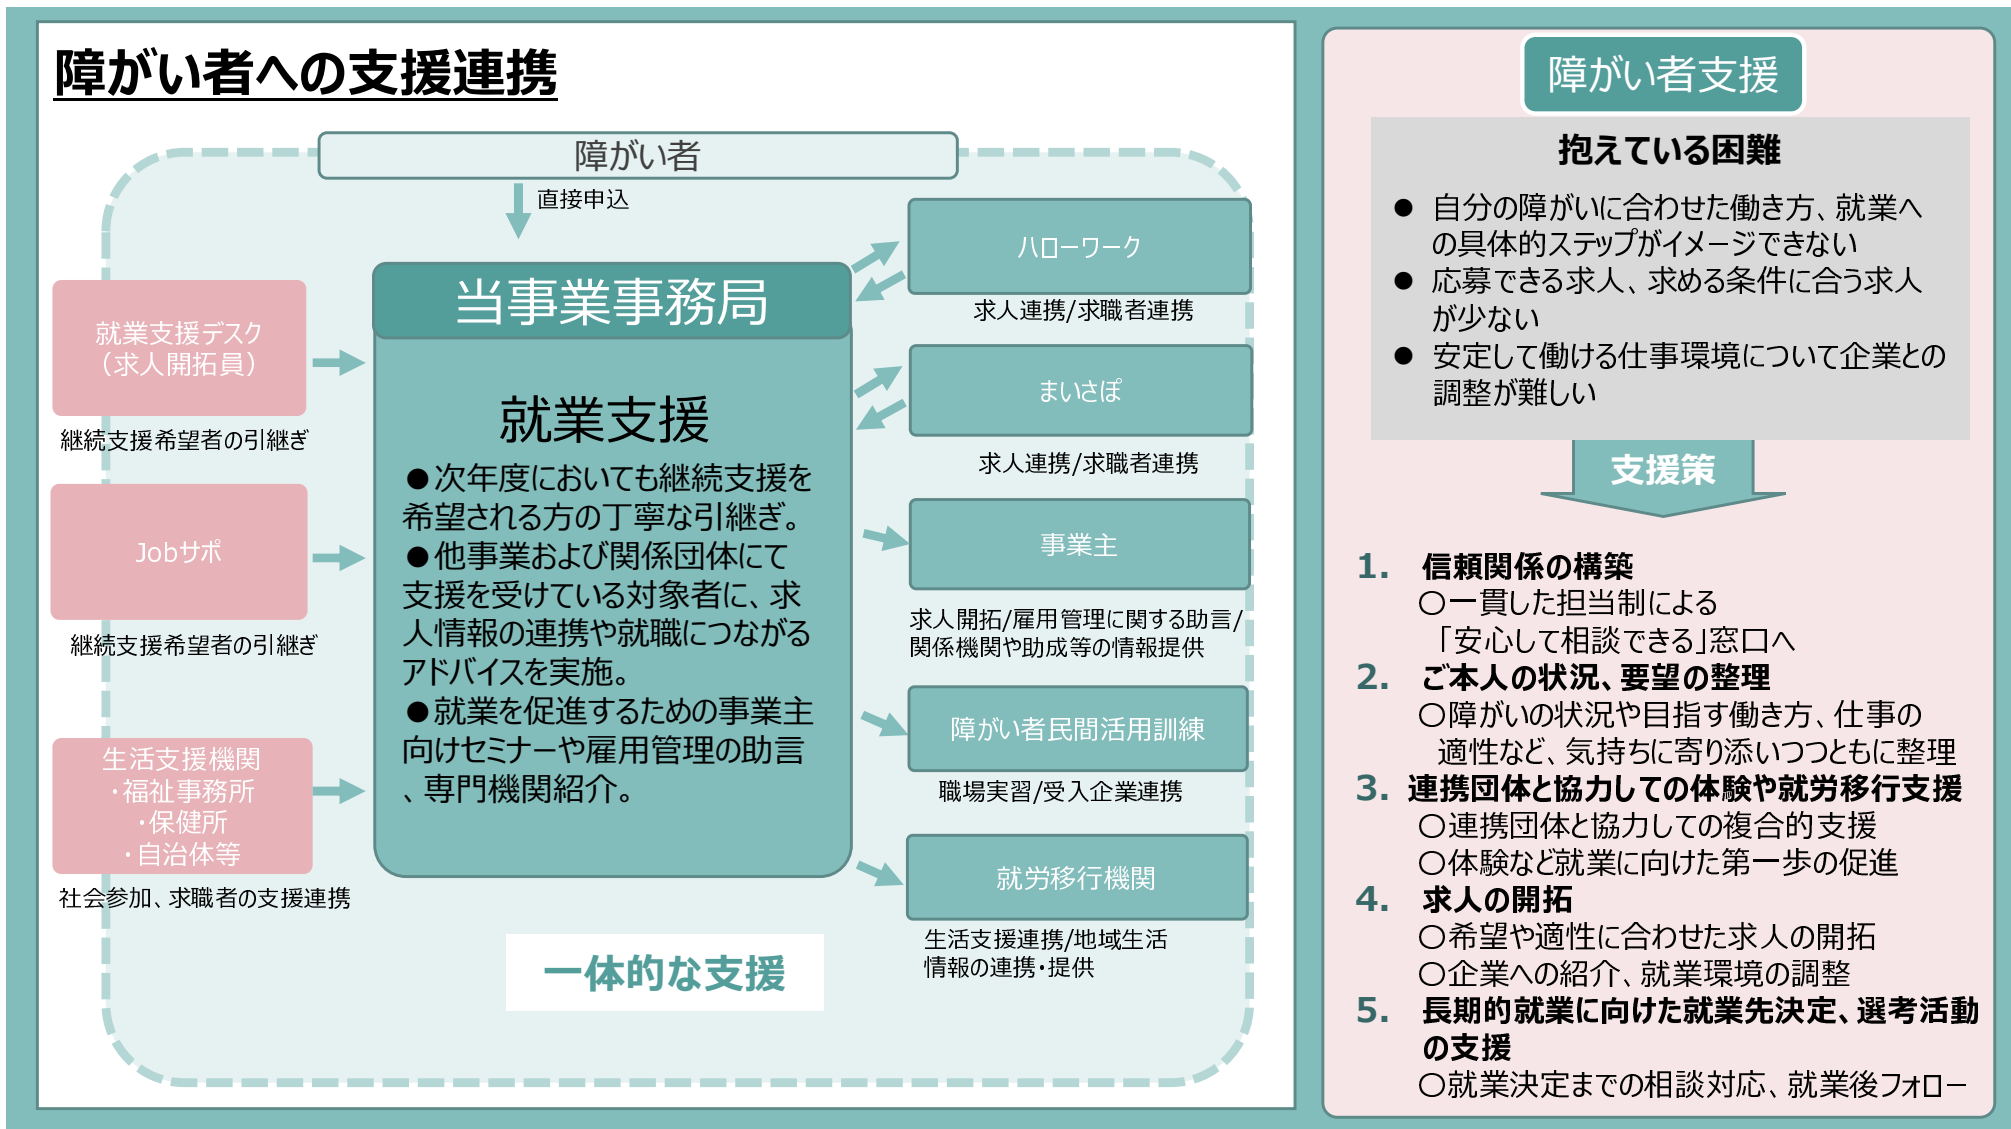 障がい者への支援連携
障がい者
直接申込
就業支援デスク
（求人開拓員）
継続支援希望者の引継ぎ
Jobサポ
継続支援希望者の引継ぎ
生活支援機関
・福祉事務所
・保健所
・自治体等
社会参加、求職者の支援連携
当事業事務局
就業支援
●次年度においても継続支援を
希望される方の丁寧な引継ぎ。
●他事業および関係団体にて
支援を受けている対象者に、求
人情報の連携や就職につながる
アドバイスを実施。
●就業を促進するための事業主
向けセミナーや雇用管理の助言
、専門機関紹介。
一体的な支援
ハローワーク
求人連携/求職者連携
まいさぽ
求人連携/求職者連携
事業主
求人開拓/雇用管理に関する助言/
関係機関や助成等の情報提供
障がい者民間活用訓練
職場実習/受入企業連携
就労移行機関
生活支援連携/地域生活
情報の連携・提供
障がい者支援
抱えている困難
● 自分の障がいに合わせた働き方、就業へ
の具体的ステップがイメージできない
● 応募できる求人、求める条件に合う求人
が少ない
● 安定して働ける仕事環境について企業との
調整が難しい
支援策
1. 信頼関係の構築
〇一貫した担当制による
「安心して相談できる」窓口へ
2. ご本人の状況、要望の整理
〇障がいの状況や目指す働き方、仕事の
適性など、気持ちに寄り添いつつともに整理
3. 連携団体と協力しての体験や就労移行支援
〇連携団体と協力しての複合的支援
〇体験など就業に向けた第一歩の促進
4. 求人の開拓
〇希望や適性に合わせた求人の開拓
〇企業への紹介、就業環境の調整
5. 長期的就業に向けた就業先決定、選考活動
の支援
〇就業決定までの相談対応、就業後フォロー